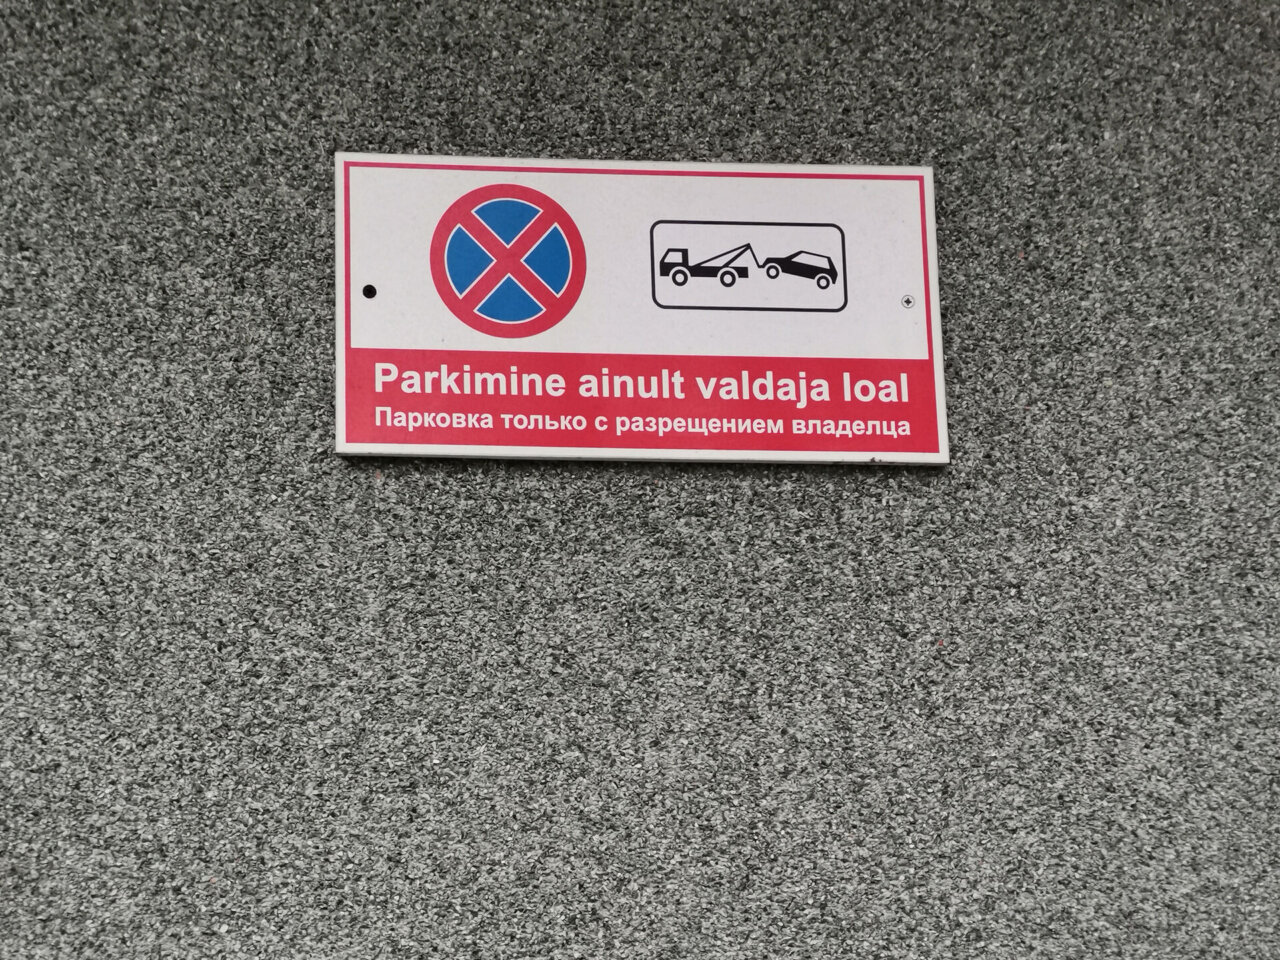 Parkimine ainult valdaja loal
Парковка только с разрещением владелца